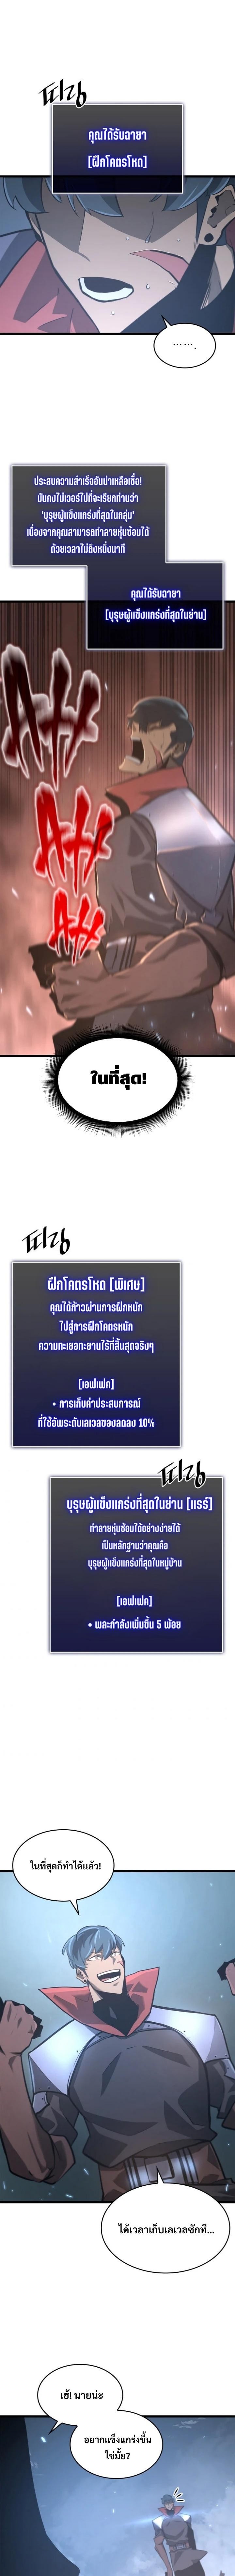 띠링
คุณได้รับฉายา
[ฝึกโคตรโหด]
.......
ประสบความสำเร็จอันน่าเหลือเชื่อ!
มันคงไม่เวอร์ไปที่จะเรียกท่านว่า
'บุรุษผู้แข็งแกร่งที่สุดในกลุ่ม'
เนื่องจากคุณสามารถทำลายหุ่นซ้อมได้
ด้วยเวลาไม่ถึงหนึ่งนาที
คุณได้รับฉายา
[บุรุษผู้แข็งแกร่งที่สุดในย่าน]
ในที่สุด!
띠링
ฝึกโคตรโหด [พิเศษ]
คุณได้ก้าวผ่านการฝึกหนัก
ไปสู่การฝึกโคตรหนัก
ความทะเยอทะยานไร้ที่สิ้นสุดจริงๆ
[เอฟเฟค]
• การเก็บค่าประสบการณ์
ที่ใช้อัพระดับเลเวลของลดลง 10%
띠링
บุรุษผู้แข็งแกร่งที่สุดในย่าน [แรร์]
ทำลายหุ่นซ้อมได้อย่างง่ายได้
เป็นหลักฐานว่าคุณคือ
บุรุษผู้แข็งแกร่งที่สุดในหมู่บ้าน
[เอฟเฟค]
• พละกำลังเพิ่มขึ้น 5 พ้อย
ในที่สุดก็ทำได้แล้ว!
ได้เวลาเก็บเลเวลซักที...
เฮ้! นายน่ะ
อยากแข็งแกร่งขึ้น
ใช่มั้ย?